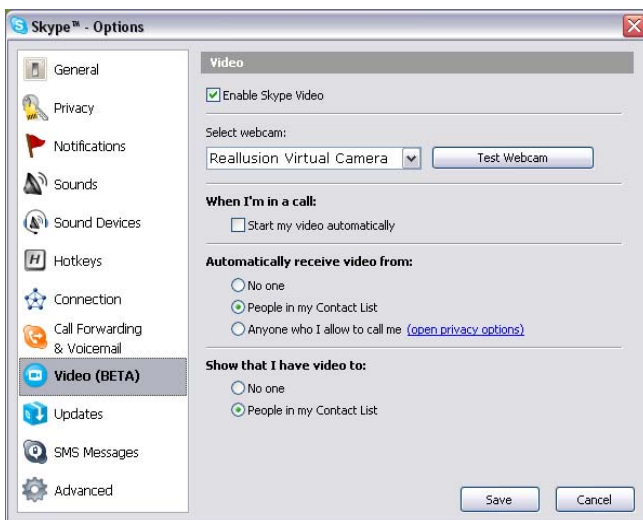 Skype™ - Options
General
Privacy
Notifications
Sounds
Sound Devices
H Hotkeys
Connection
Call Forwarding
& Voicemail
Video (BETA)
Updates
SMS Messages
Advanced
Video
Enable Skype Video
Select webcam:
Reallusion Virtual Camera
Test Webcam
When I'm in a call:
Start my video automatically
Automatically receive video from:
No one
People in my Contact List
Anyone who I allow to call me (open privacy options)
Show that I have video to:
No one
People in my Contact List
Save
Cancel